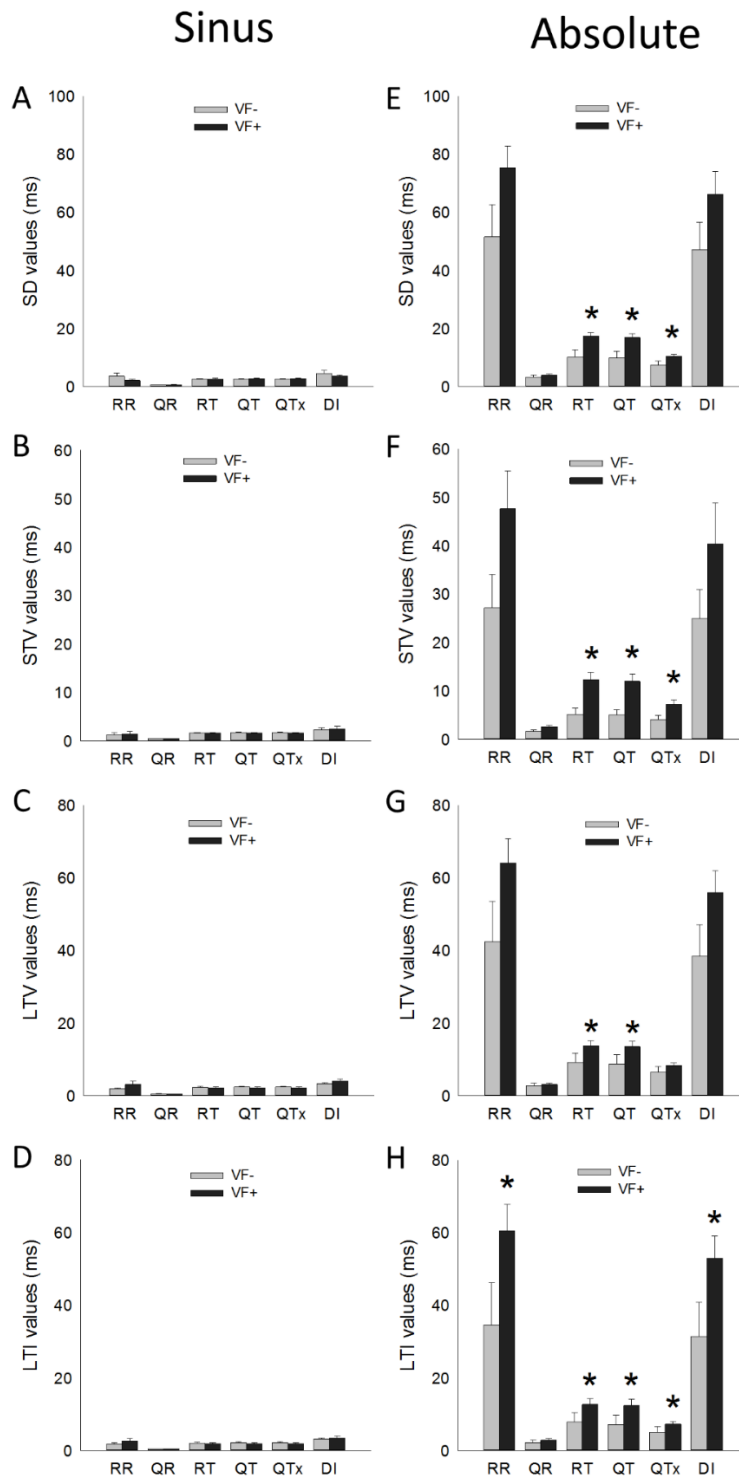 Sinus
Absolute
A
100
80
60
40
20
0
SD values (ms)
VF-
VF+
RR QR RT QT QTx DI
E
100
80
60
40
20
0
SD values (ms)
VF-
VF+
* * *
RR QR RT QT QTx DI
B
60
50
40
30
20
10
0
STV values (ms)
VF-
VF+
RR QR RT QT QTx DI
F
60
50
40
30
20
10
0
STV values (ms)
VF-
VF+
* * *
RR QR RT QT QTx DI
C
80
60
40
20
0
LTV values (ms)
VF-
VF+
RR QR RT QT QTx DI
G
80
60
40
20
0
LTV values (ms)
VF-
VF+
* *
RR QR RT QT QTx DI
D
80
60
40
20
0
LTI values (ms)
VF-
VF+
RR QR RT QT QTx DI
H
80
60
40
20
0
LTI values (ms)
VF-
VF+
* * * * *
RR QR RT QT QTx DI